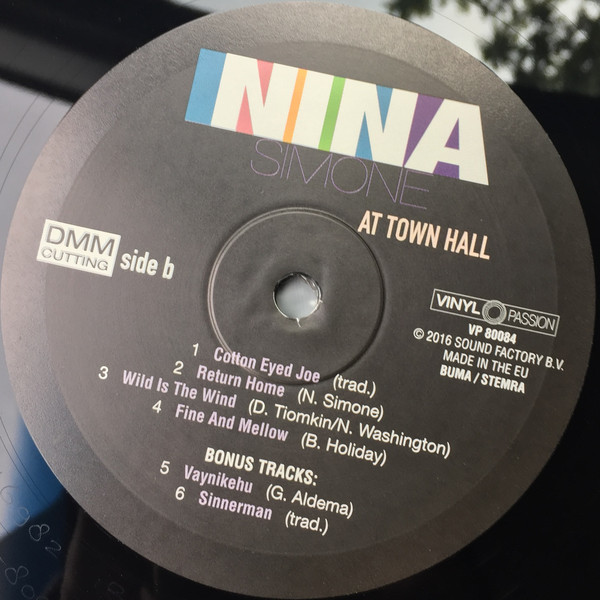 NINA
SIMONE
AT TOWN HALL
DMM
CUTTING
side b
VINYL PASSION
VP 80084
© 2016 SOUND FACTORY B.V.
MADE IN THE EU
BUMA / STEMRA
1 Cotton Eyed Joe (trad.)
2 Return Home (N. Simone)
3 Wild Is The Wind (D. Tiomkin/N. Washington)
4 Fine And Mellow (B. Holiday)
BONUS TRACKS:
5 Vaynikehu (G. Aldema)
6 Sinnerman (trad.)